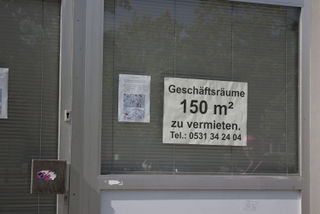 Geschäftsräume
150 m²
zu vermieten.
Tel.: 0531 34 24 04